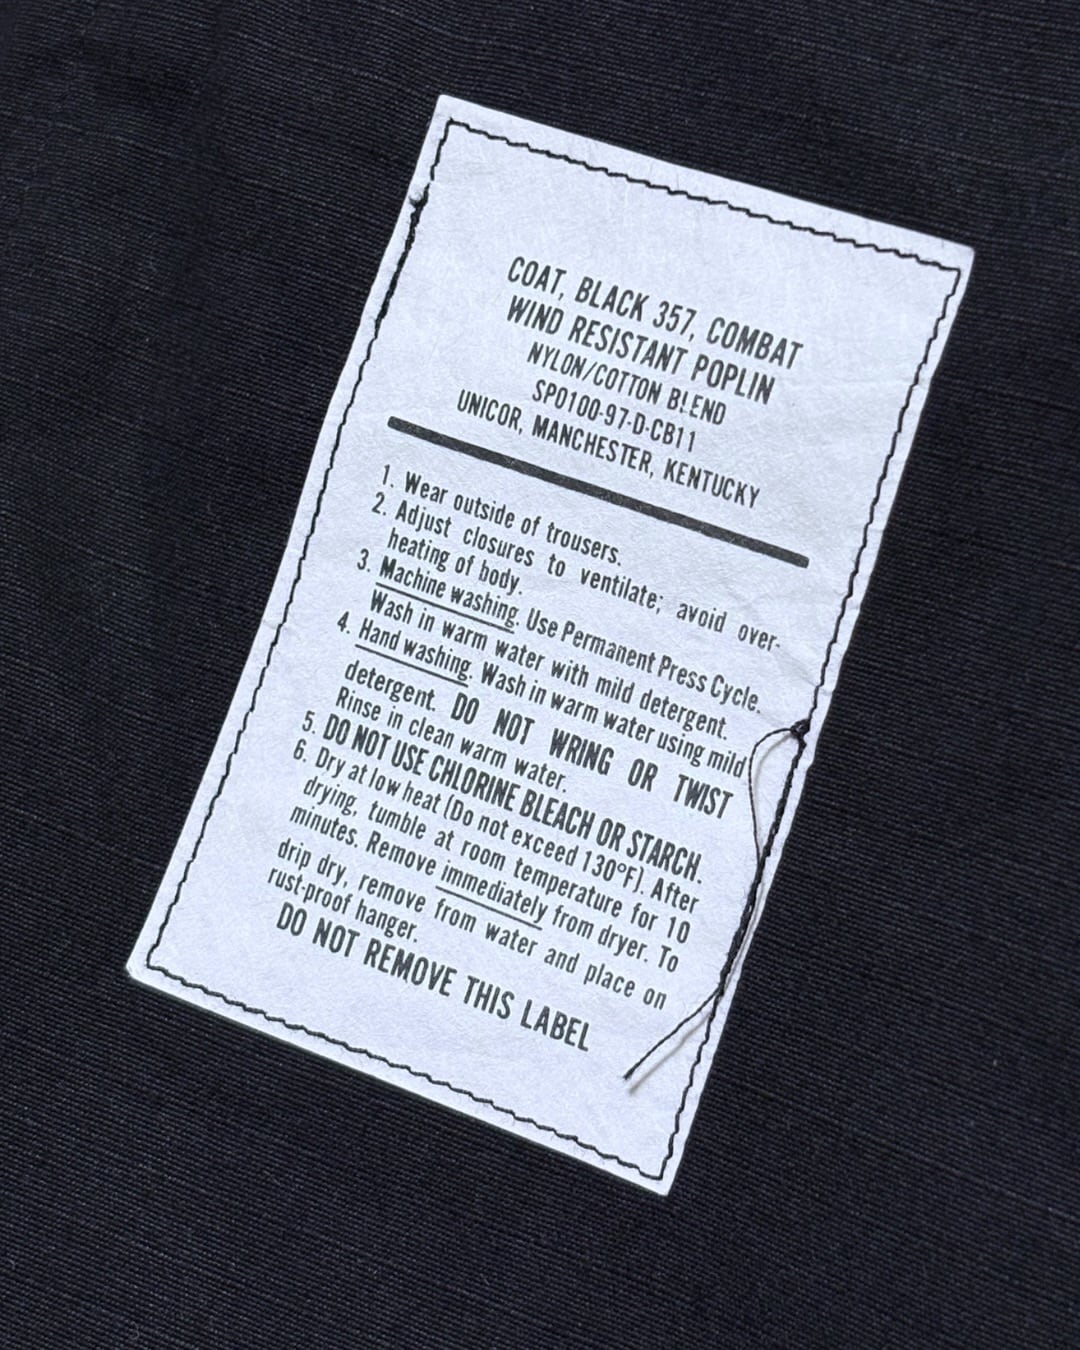 COAT, BLACK 357, COMBAT
WIND RESISTANT POPLIN
NYLON/COTTON BLEND
SPO100-97-D-CB11
UNICOR, MANCHESTER, KENTUCKY
1. Wear outside of trousers.
2. Adjust closures to ventilate; avoid over-
heating of body.
3. Machine washing. Use Permanent Press Cycle.
Wash in warm water with mild detergent.
4. Hand washing. Wash in warm water using mild
detergent. DO NOT WRING OR TWIST
Rinse in clean warm water.
5. DO NOT USE CHLORINE BLEACH OR STARCH.
6. Dry at low heat (Do not exceed 130°F). After
drying, tumble at room temperature for 10
minutes. Remove immediately from dryer. To
drip dry, remove from water and place on
rust-proof hanger.
DO NOT REMOVE THIS LABEL